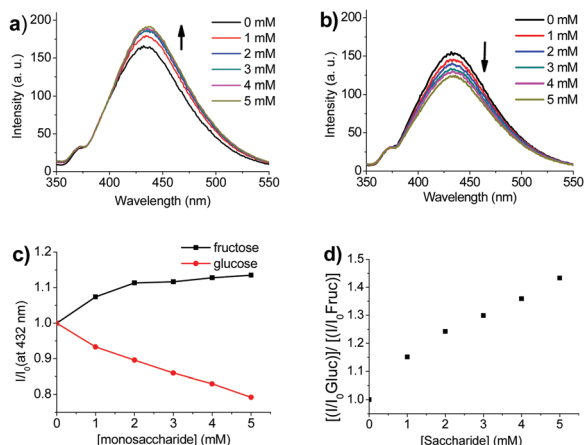 a)
0 mM
1 mM
2 mM
3 mM
4 mM
5 mM
200
150
100
50
0
350 400 450 500 550
Wavelength (nm)
Intensity (a. u.)
b)
0 mM
1 mM
2 mM
3 mM
4 mM
5 mM
200
150
100
50
0
350 400 450 500 550
Wavelength (nm)
Intensity (a. u.)
c)
fructose
glucose
1.2
1.1
1.0
0.9
0.8
0 1 2 3 4 5
[monosaccharide] (mM)
I/I₀(at 432 nm)
d)
1.5
1.4
1.3
1.2
1.1
1.0
0 1 2 3 4 5
[Saccharide] (mM)
[(I/I₀Gluc)]/ [(I/I₀Fruc)]